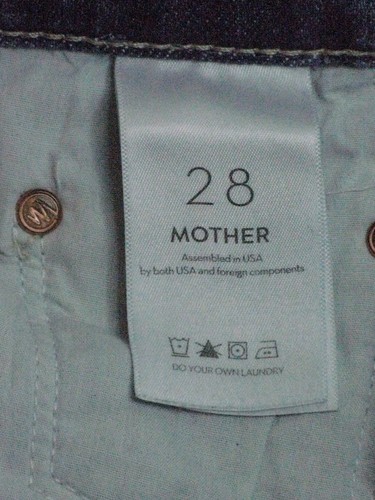 28
MOTHER
Assembled in USA
by both USA and foreign components
DO YOUR OWN LAUNDRY